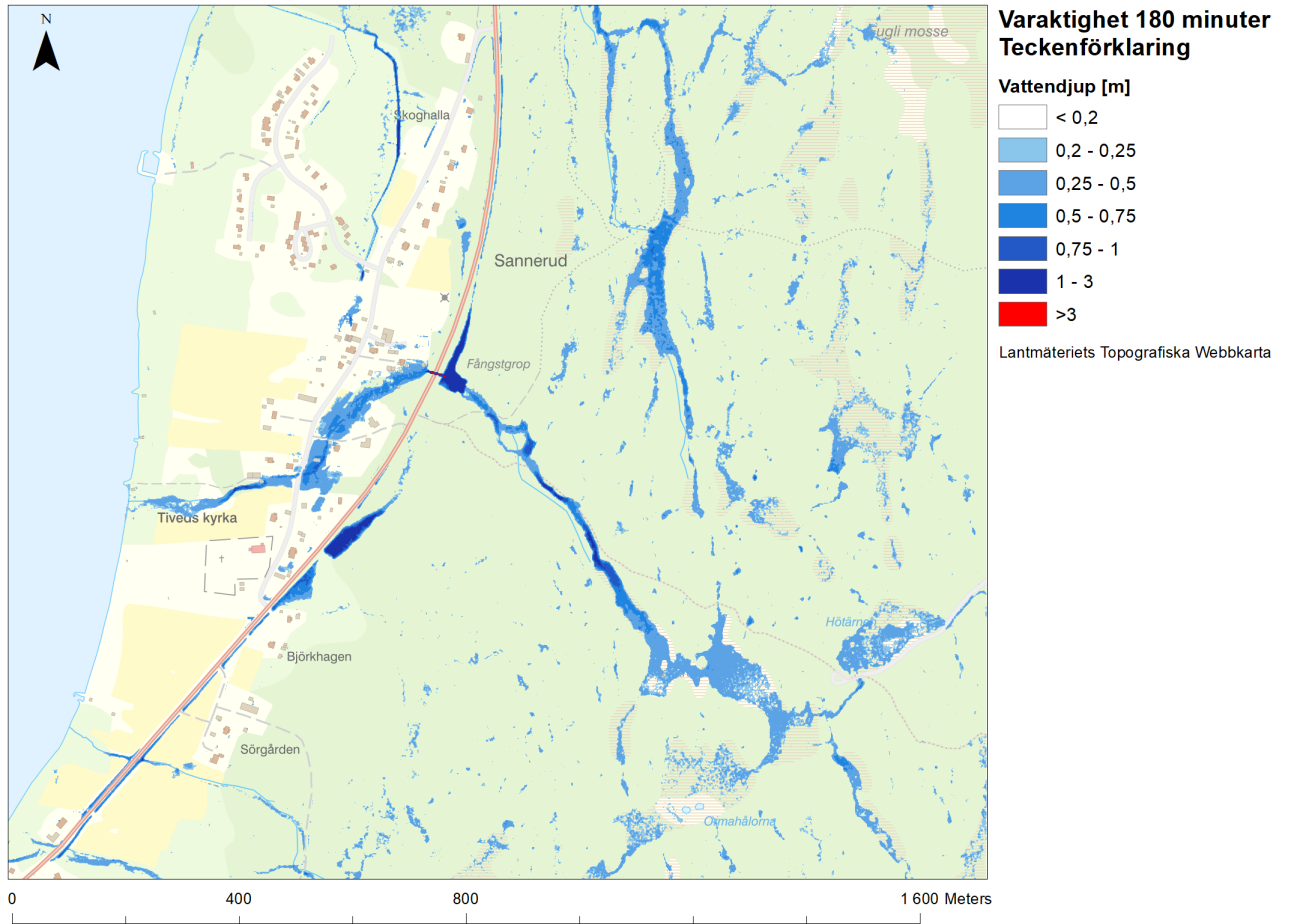 Varaktighet 180 minuter
Teckenförklaring
Vattendjup [m]
< 0,2
0,2 - 0,25
0,25 - 0,5
0,5 - 0,75
0,75 - 1
1 - 3
>3
Lantmäteriets Topografiska Webbkarta
N
ugli mosse
Skoghalla
Sannerud
Fångstgrop
Tiveds kyrka
Hötärnen
Björkhagen
Sörgården
Ormahålorna
0
400
800
1 600 Meters